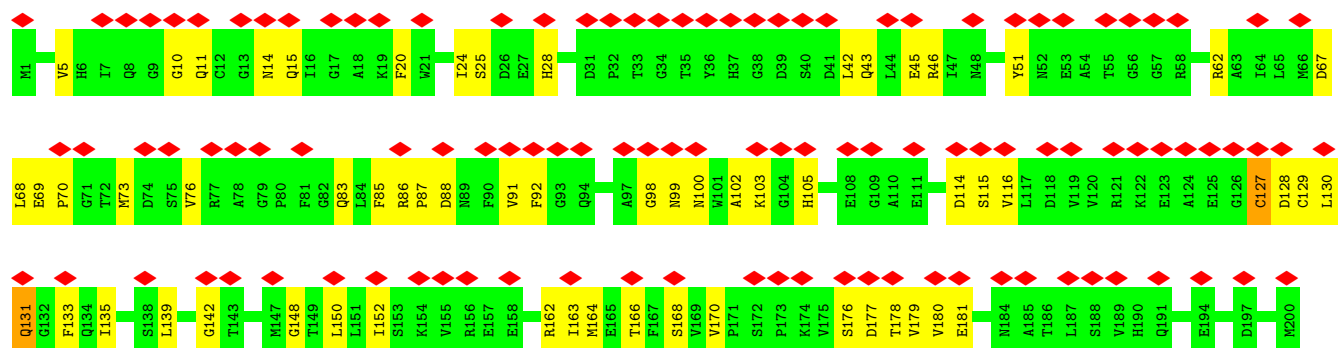 M1 V5 H6 I7 Q8 G9 G10 Q11 C12 G13 N14 Q15 I16 G17 A18 K19 F20 W21 I24 S25 D26 E27 H28 D31 P32 T33 G34 T35 Y36 H37 G38 D39 S40 D41 L42 Q43 L44 E45 R46 I47 N48 Y51 N52 E53 A54 T55 G56 G57 R58 R62 A63 I64 L65 M66 D67
L68 E69 P70 G71 T72 M73 D74 S75 V76 R77 A78 G79 P80 F81 G82 Q83 L84 F85 R86 P87 D88 N89 F90 V91 F92 G93 Q94 A97 G98 N99 N100 W101 A102 K103 G104 H105 E108 G109 A110 E111 D114 S115 V116 L117 D118 V119 V120 R121 K122 E123 A124 E125 G126 C127 D128 C129 L130
Q131 G132 F133 Q134 I135 S138 L139 G142 T143 M147 G148 T149 L150 L151 I152 S153 K154 V155 R156 E157 E158 R162 I163 M164 E165 T166 F167 S168 V169 V170 P171 S172 P173 K174 V175 S176 D177 T178 V179 V180 E181 N184 A185 T186 L187 S188 V189 H190 Q191 E194 D197 M200